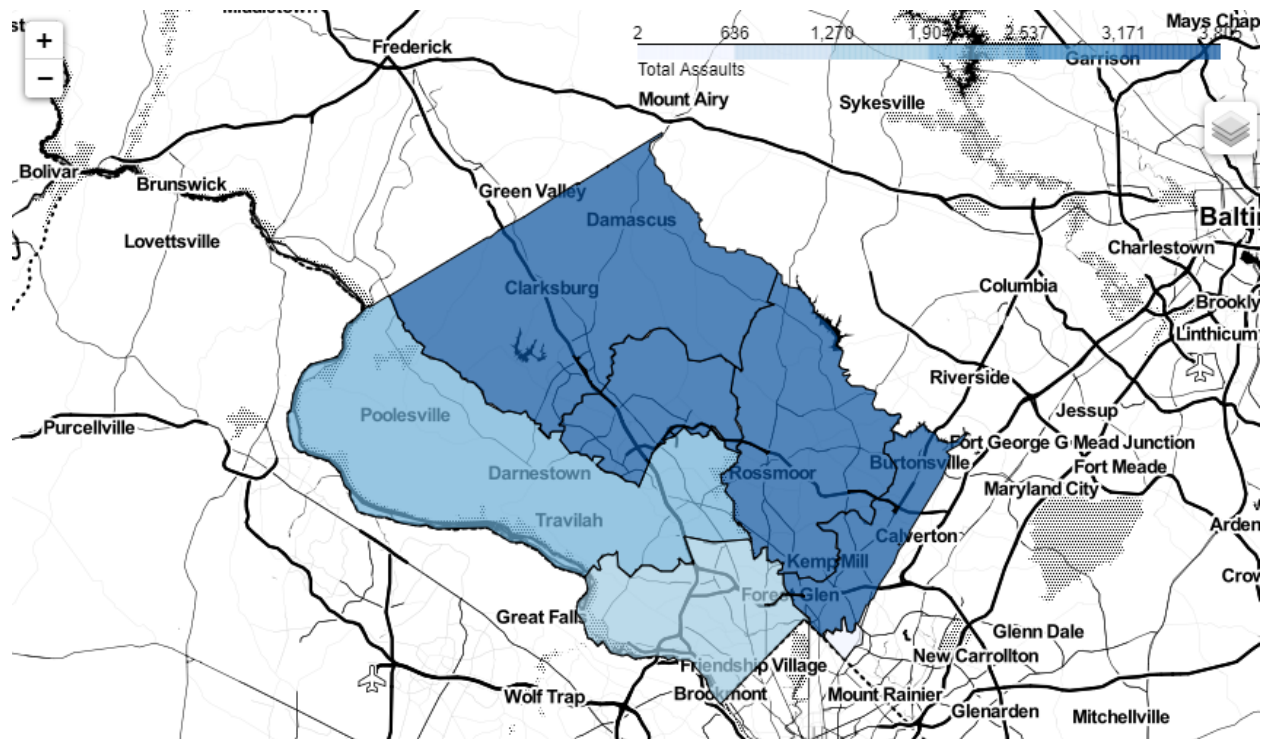 st
+
−
Frederick
Mays Chap
2
636
1,270
1,904
2,537
3,171
3,805
Garrison
Total Assaults
Mount Airy
Sykesville
Bolivar
Brunswick
Green Valley
Damascus
Baltin
Lovettsville
Charlestown
Clarksburg
Columbia
Brookly
Linthicum
Riverside
Poolesville
Jessup
Purcellville
Fort George G Mead Junction
Burtonsville
Darnestown
Rossmoor
Fort Meade
Maryland City
Travilah
Arden
Calverton
Kemp Mill
Crow
Forest Glen
Great Falls
Glenn Dale
New Carrollton
Friendship Village
Wolf Trap
Brookmont
Mount Rainier
Glenarden
Mitchellville